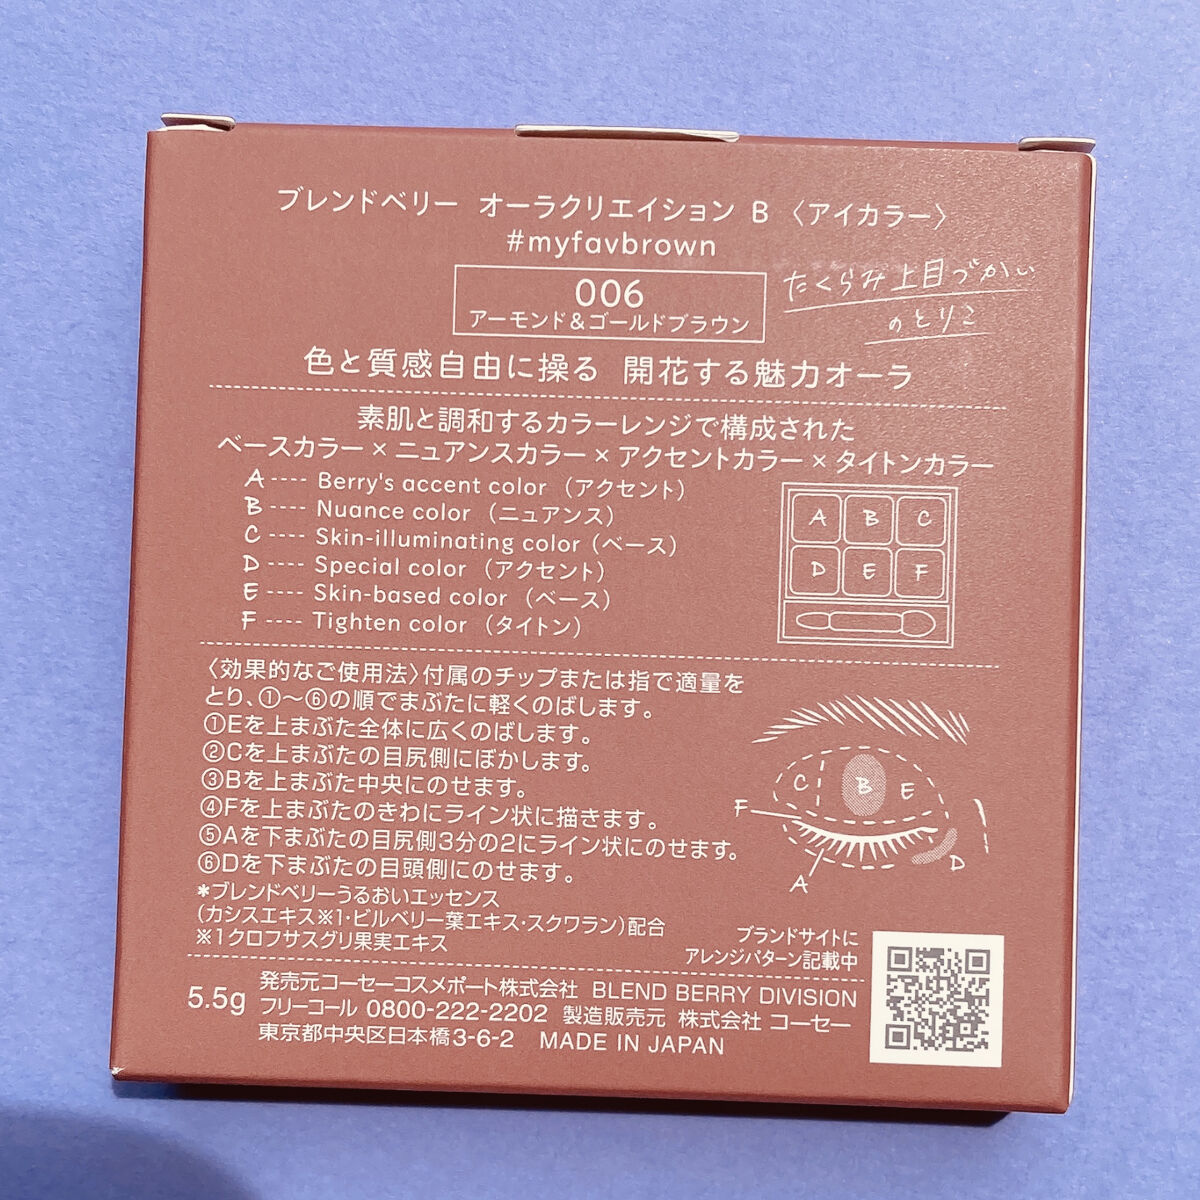 ブレンドベリー オーラクリエイション B 〈アイカラー〉
#myfavbrown
006
アーモンド&ゴールドブラウン
たくらみ上目づかい
のとりこ
色と質感自由に操る 開花する魅力オーラ
素肌と調和するカラーレンジで構成された
ベースカラー×ニュアンスカラー×アクセントカラー×タイトンカラー
A ---- Berry's accent color (アクセント)
B ---- Nuance color (ニュアンス)
C ---- Skin-illuminating color (ベース)
D ---- Special color (アクセント)
E ---- Skin-based color (ベース)
F ---- Tighten color (タイトン)
A B C
D E F
〈効果的なご使用法〉付属のチップまたは指で適量を
とり、①〜⑥の順でまぶたに軽くのばします。
①Eを上まぶた全体に広くのばします。
②Cを上まぶたの目尻側にぼかします。
③Bを上まぶた中央にのせます。
④Fを上まぶたのきわにライン状に描きます。
⑤Aを下まぶたの目尻側3分の2にライン状にのせます。
⑥Dを下まぶたの目頭側にのせます。
C B E
F
D
A
*ブレンドベリーうるおいエッセンス
(カシスエキス※1・ビルベリー葉エキス・スクワラン)配合
※1クロフサスグリ果実エキス
ブランドサイトに
アレンジパターン記載中
5.5g
発売元コーセーコスメポート株式会社 BLEND BERRY DIVISION
フリーコール 0800-222-2202 製造販売元 株式会社 コーセー
東京都中央区日本橋3-6-2 MADE IN JAPAN